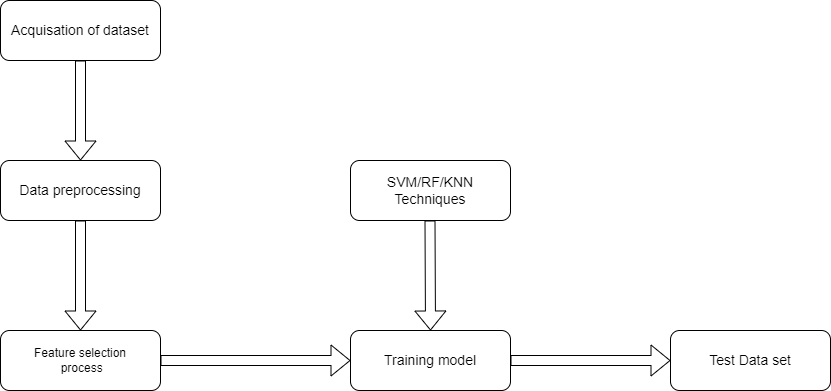 Acquisation of dataset
Data preprocessing
SVM/RF/KNN
Techniques
Feature selection
process
Training model
Test Data set